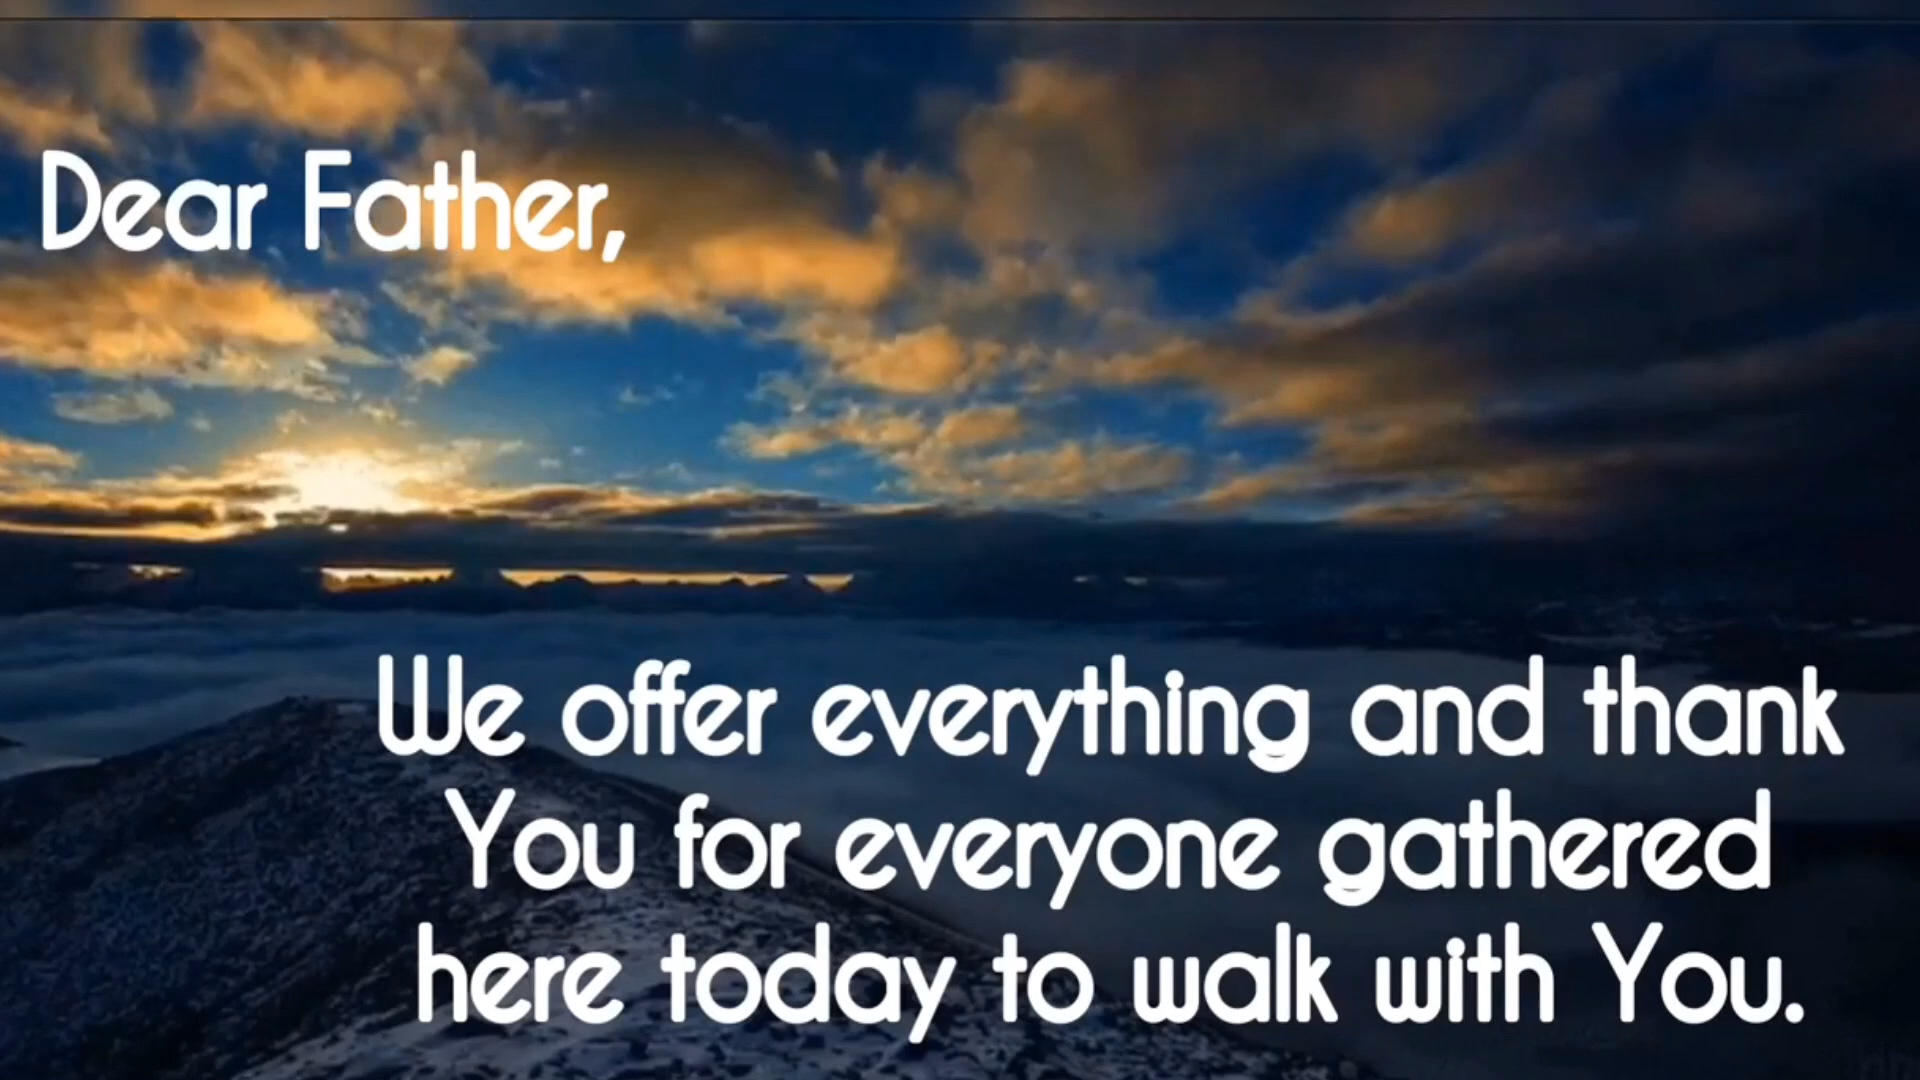 Dear Father,
We offer everything and thank
You for everyone gathered
here today to walk with You.